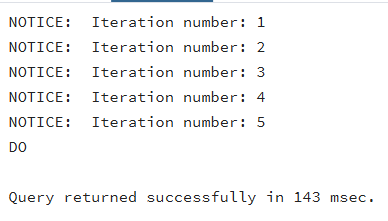 NOTICE:  Iteration number: 1
NOTICE:  Iteration number: 2
NOTICE:  Iteration number: 3
NOTICE:  Iteration number: 4
NOTICE:  Iteration number: 5
DO
Query returned successfully in 143 msec.